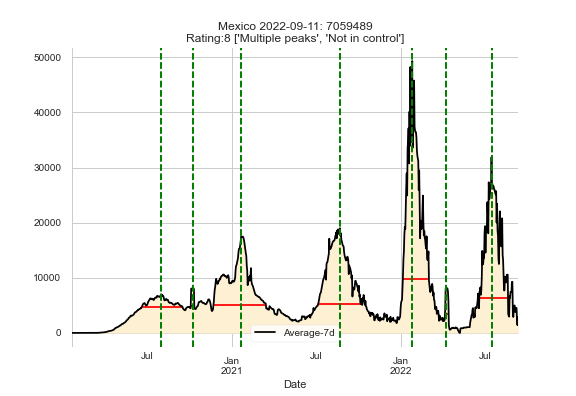 Mexico 2022-09-11: 7059489
Rating:8 ['Multiple peaks', 'Not in control']
50000
40000
30000
20000
10000
0
Average-7d
Jul
Jan
2021
Jul
Jan
2022
Jul
Date